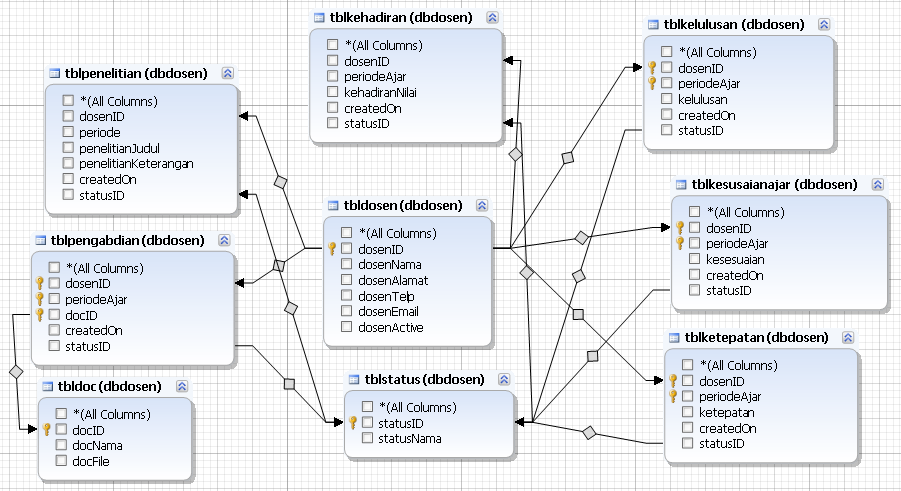 tblkehadiran (dbdosen)
*(All Columns)
dosenID
periodeAjar
kehadiranNilai
createdOn
statusID
tblkelulusan (dbdosen)
*(All Columns)
dosenID
periodeAjar
kelulusan
createdOn
statusID
tblpenelitian (dbdosen)
*(All Columns)
dosenID
periode
penelitianJudul
penelitianKeterangan
createdOn
statusID
tblkesusaianajar (dbdosen)
*(All Columns)
dosenID
periodeAjar
kesesuaian
createdOn
statusID
tbldosen (dbdosen)
*(All Columns)
dosenID
dosenNama
dosenAlamat
dosenTelp
dosenEmail
dosenActive
tblpengabdian (dbdosen)
*(All Columns)
dosenID
periodeAjar
docID
createdOn
statusID
tblketepatan (dbdosen)
*(All Columns)
dosenID
periodeAjar
ketepatan
createdOn
statusID
tbldoc (dbdosen)
*(All Columns)
docID
docNama
docFile
tblstatus (dbdosen)
*(All Columns)
statusID
statusNama